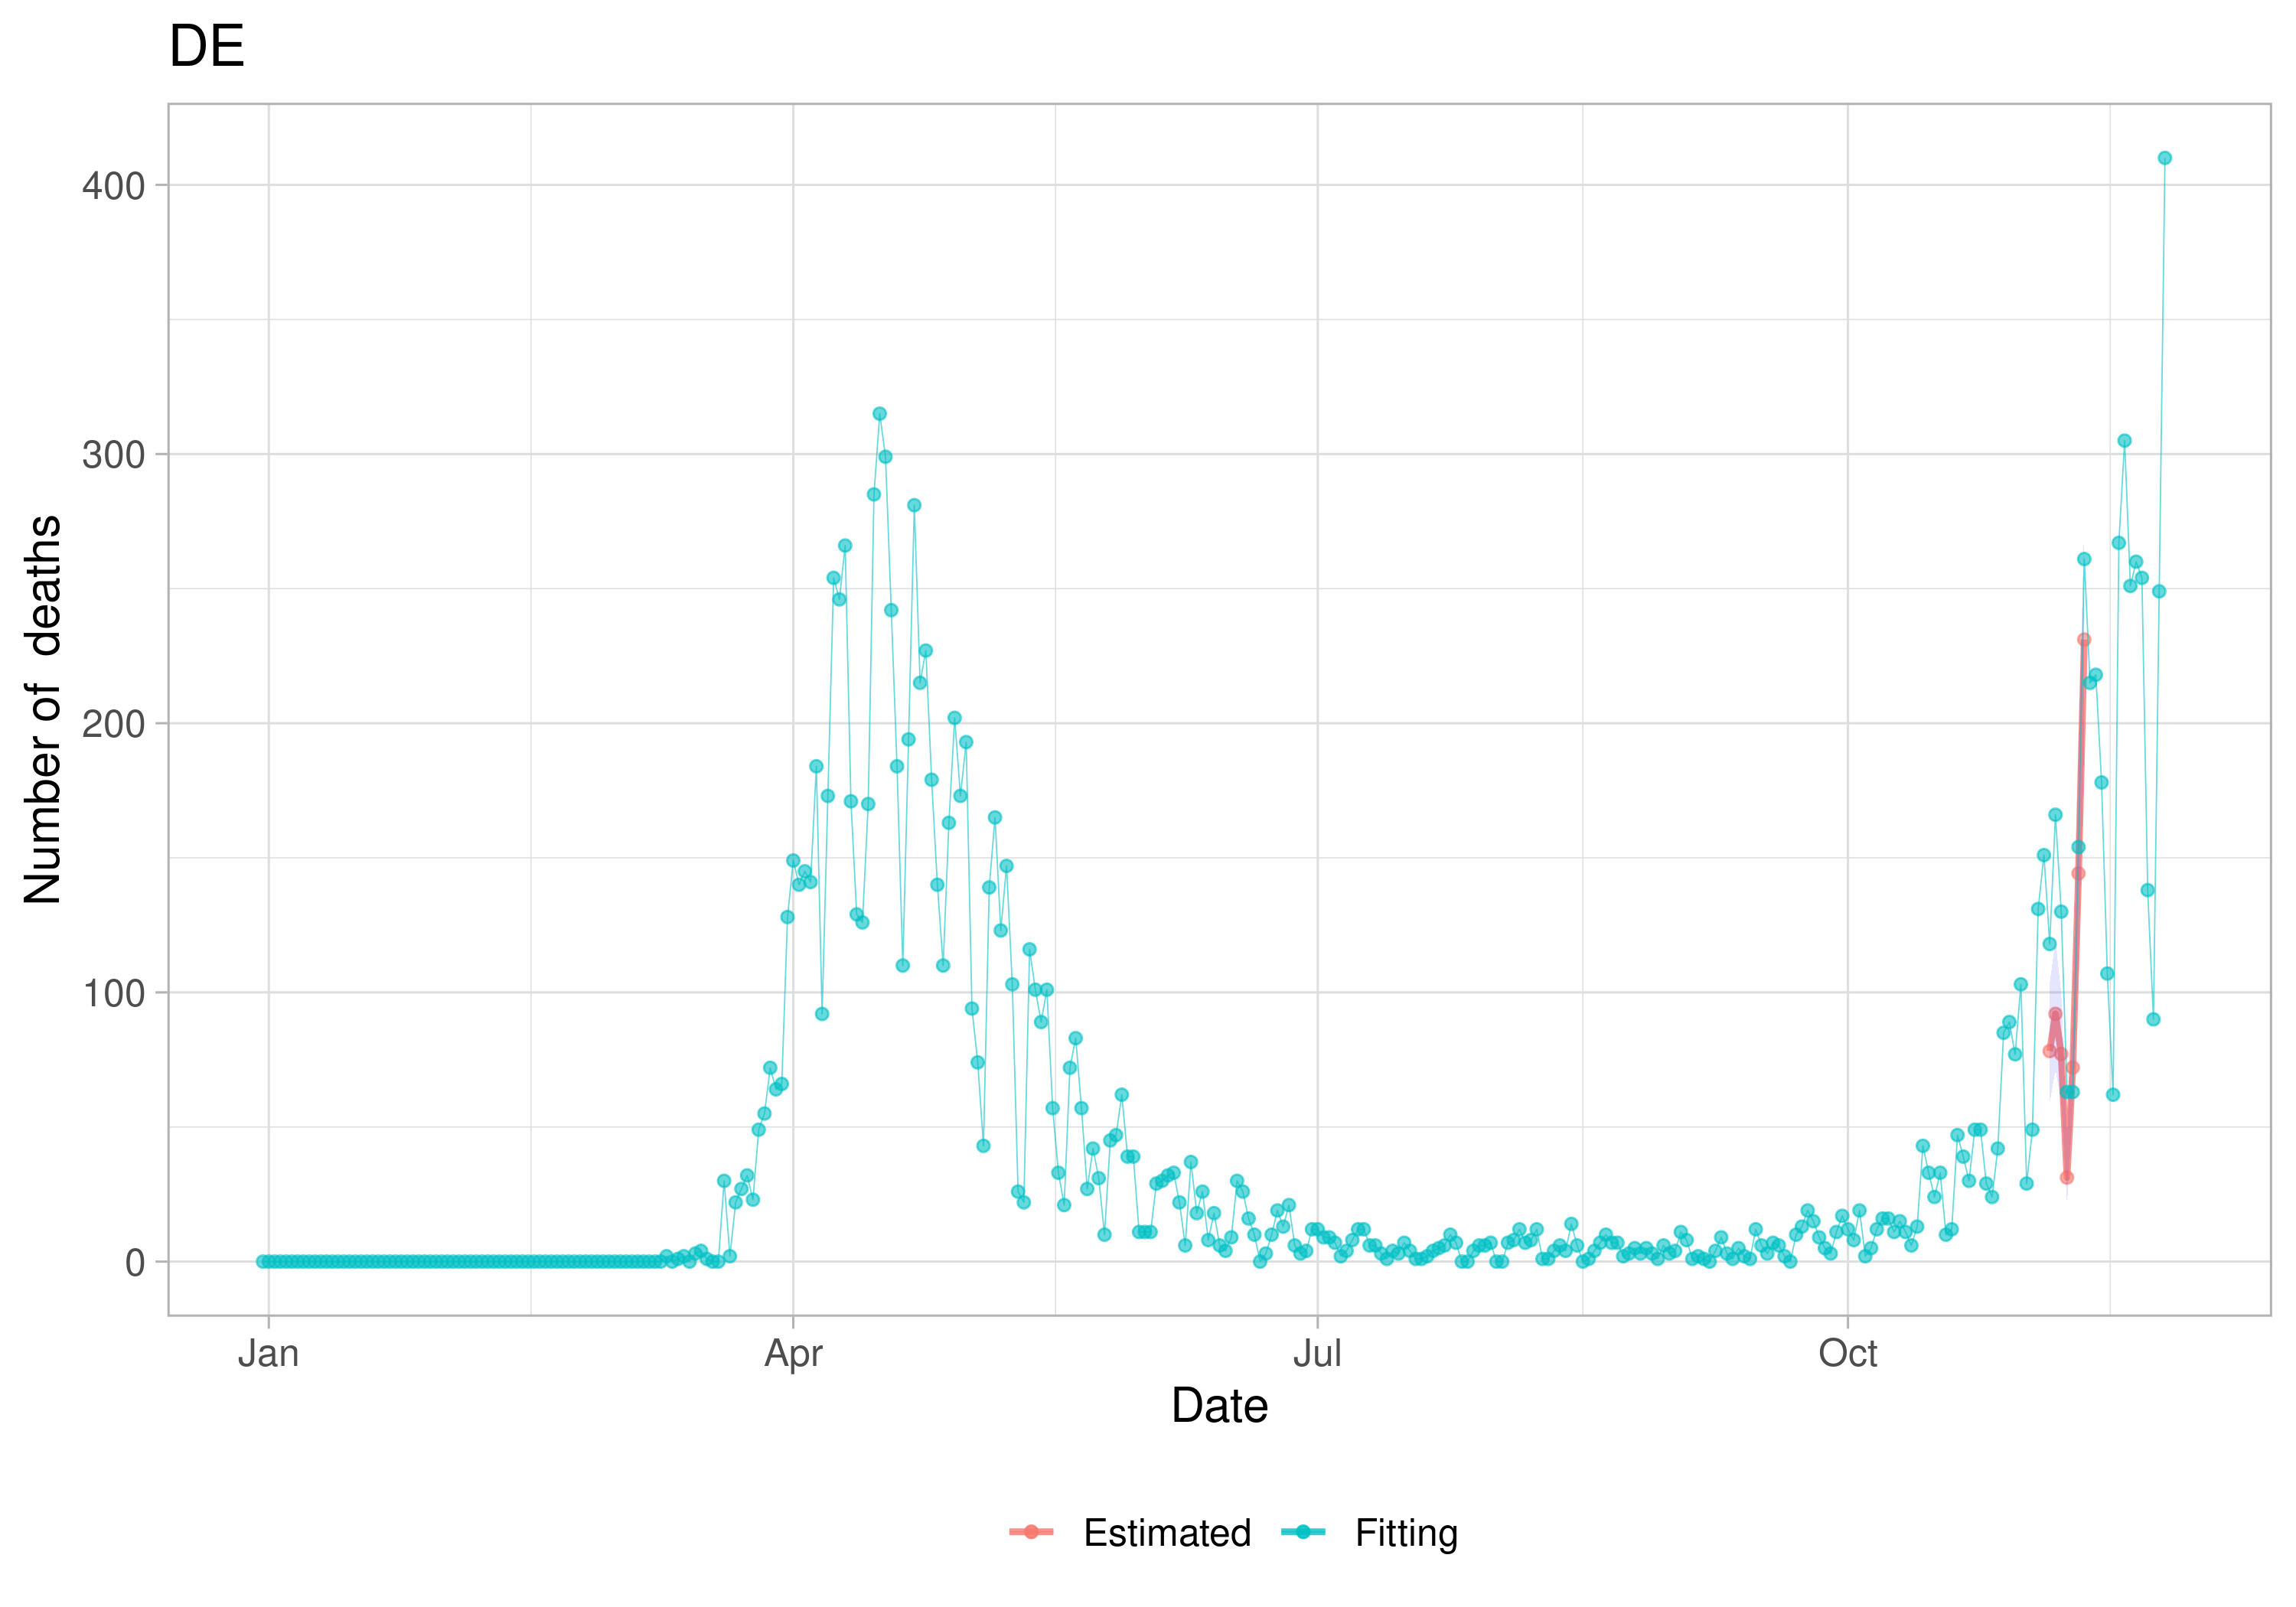 DE
Number of deaths
400
300
200
100
0
Jan Apr Jul Oct
Date
Estimated Fitting